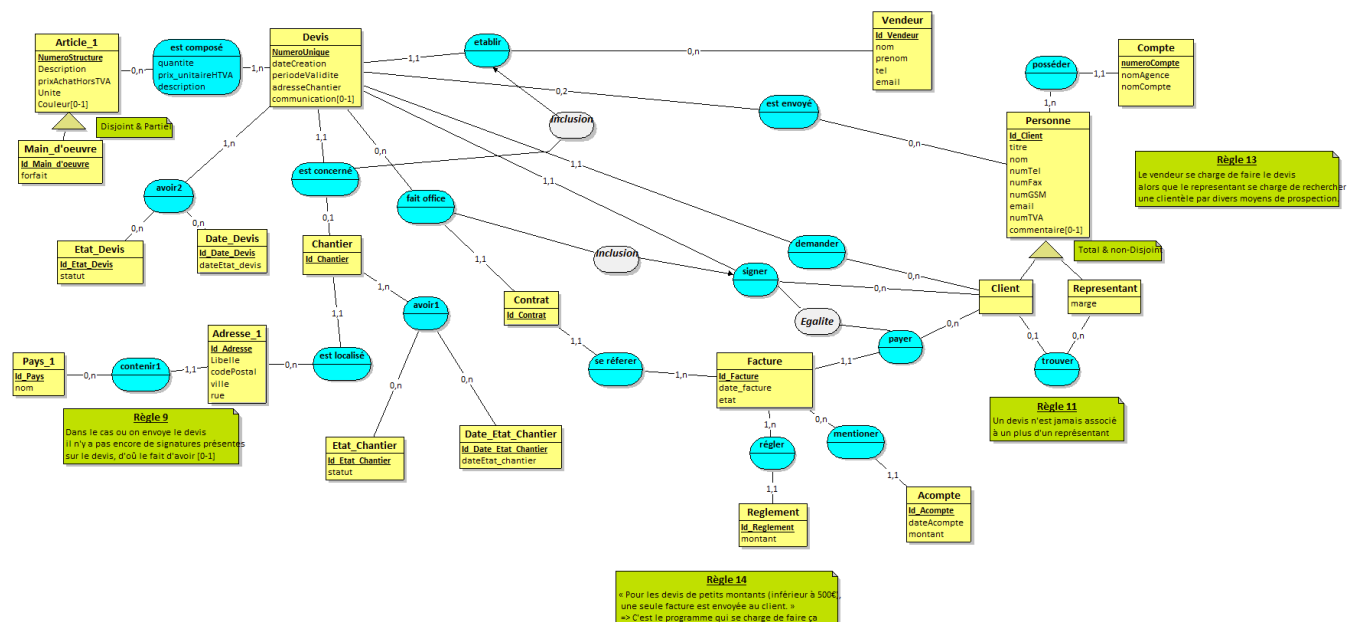 Vendeur
Id_Vendeur
nom
prenom
tel
email
Article_1
NumeroStructure
Description
prixAchatHorsTVA
Unite
Couleur[0-1]
0,n
est composé
quantite
prix_unitaireHTVA
description
1,n
Devis
NumeroUnique
dateCreation
periodeValidite
adresseChantier
communication[0-1]
1,1
etablir
0,n
Compte
numeroCompte
nomAgence
nomCompte
posséder
1,1
1,n
0,2
est envoyé
0,n
Personne
Id_Client
titre
nom
numTel
numFax
numGSM
email
numTVA
commentaire[0-1]
Inclusion
Disjoint & Partiel
Main_d'oeuvre
Id_Main_d'oeuvre
forfait
1,n
1,1
0,n
1,1
1,1
Règle 13
Le vendeur se charge de faire le devis
alors que le representant se charge de rechercher
une clientèle par divers moyens de prospection.
avoir2
est concerné
fait office
0,n
0,n
0,1
Etat_Devis
Id_Etat_Devis
statut
Date_Devis
Id_Date_Devis
dateEtat_devis
Chantier
Id_Chantier
Inclusion
demander
0,n
signer
0,n
Total & non-Disjoint
Client
Representant
marge
1,1
1,n
1,1
avoir1
Contrat
Id_Contrat
Egalite
payer
0,n
0,1
0,n
trouver
Pays_1
Id_Pays
nom
0,n
contenir1
1,1
Adresse_1
Id_Adresse
Libelle
codePostal
ville
rue
0,n
est localisé
1,1
se réferer
1,n
Facture
Id_Facture
date_facture
etat
1,1
0,n
0,n
Règle 9
Dans le cas ou on envoye le devis
il n'y a pas encore de signatures présentes
sur le devis, d'oû le fait d'avoir [0-1]
Règle 11
Un devis n'est jamais associé
à un plus d'un représentant
Etat_Chantier
Id_Etat_Chantier
statut
Date_Etat_Chantier
Id_Date_Etat_Chantier
dateEtat_chantier
1,n
régler
1,1
0,n
mentioner
1,1
Reglement
Id_Reglement
montant
Acompte
Id_Acompte
dateAcompte
montant
Règle 14
« Pour les devis de petits montants (inférieur à 500€),
une seule facture est envoyée au client. »
=> C'est le programme qui se charge de faire ça